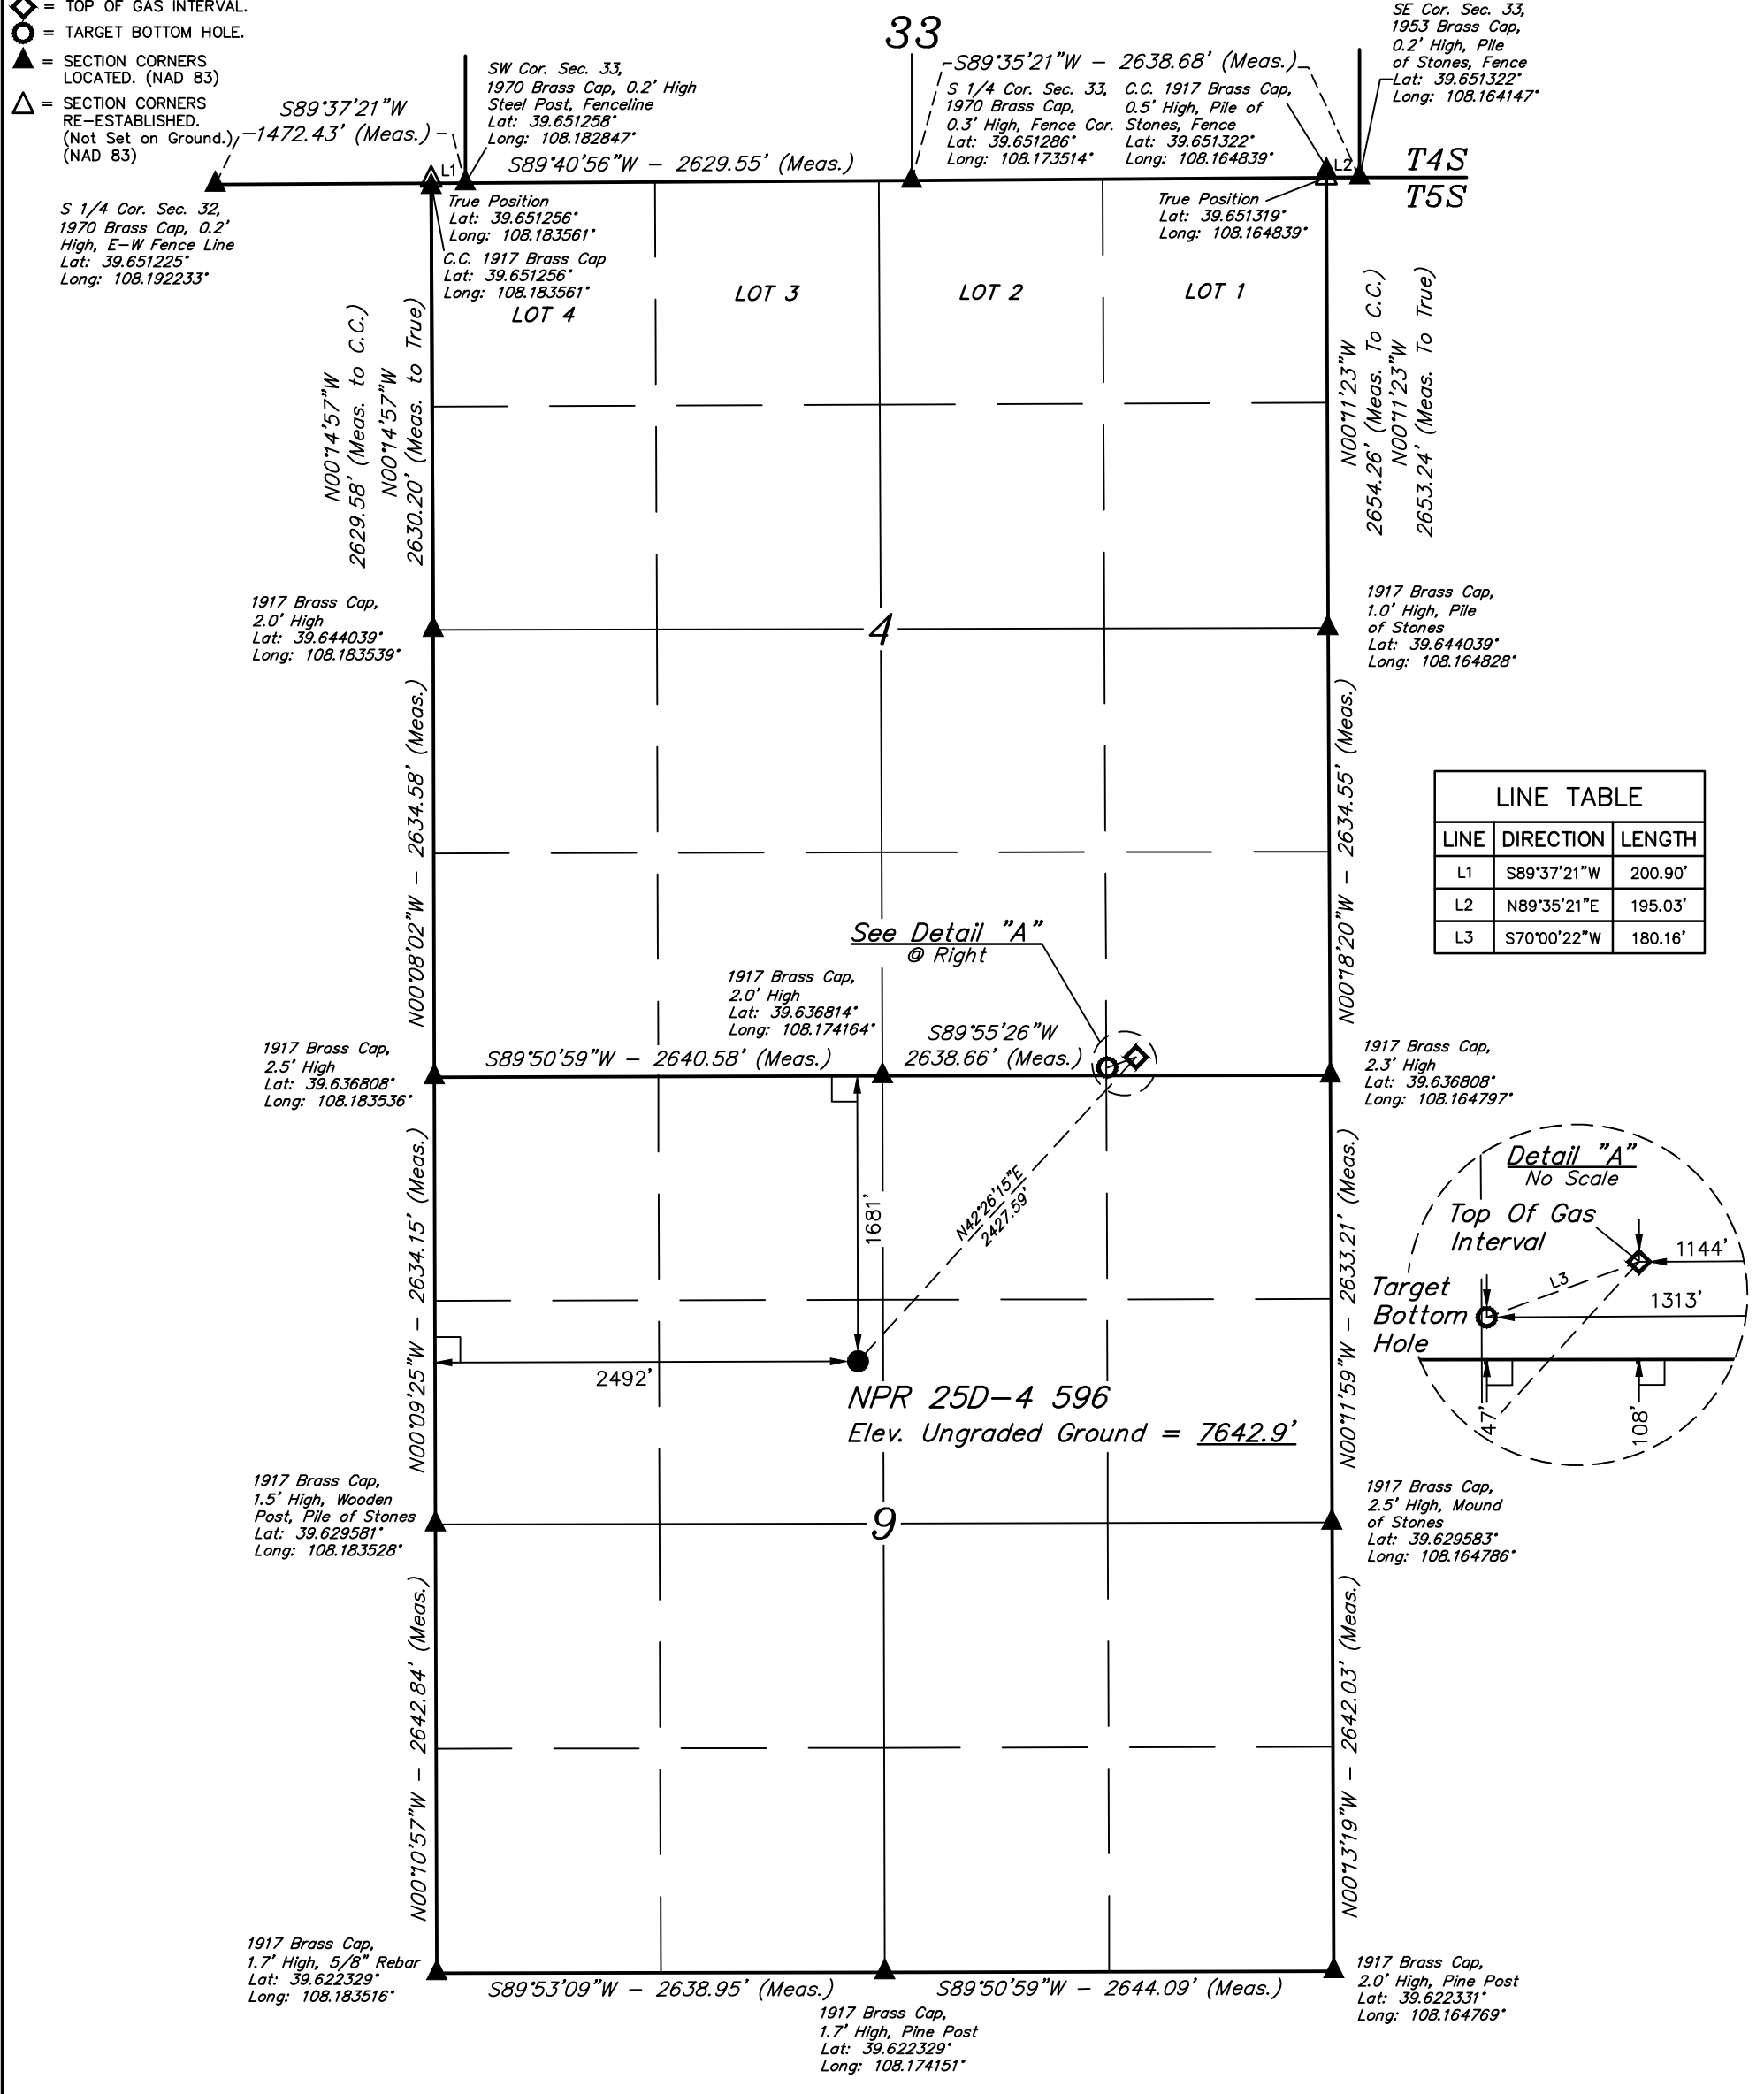 = TOP OF GAS INTERVAL.
= TARGET BOTTOM HOLE.
= SECTION CORNERS
LOCATED. (NAD 83)
= SECTION CORNERS
RE-ESTABLISHED.
(Not Set on Ground.)
(NAD 83)
S89°37'21"W
1472.43' (Meas.)
S 1/4 Cor. Sec. 32,
1970 Brass Cap, 0.2'
High, E-W Fence Line
Lat: 39.651225°
Long: 108.192233°
SW Cor. Sec. 33,
1970 Brass Cap, 0.2' High
Steel Post, Fenceline
Lat: 39.651258°
Long: 108.182847°
L1
S89°40'56"W - 2629.55' (Meas.)
33
S89°35'21"W - 2638.68' (Meas.)
S 1/4 Cor. Sec. 33,
1970 Brass Cap,
0.3' High, Fence Cor.
Lat: 39.651286°
Long: 108.173514°
C.C. 1917 Brass Cap,
0.5' High, Pile of
Stones, Fence
Lat: 39.651322°
Long: 108.164839°
SE Cor. Sec. 33,
1953 Brass Cap,
0.2' High, Pile
of Stones, Fence
Lat: 39.651322°
Long: 108.164147°
L2
T4S
T5S
True Position
Lat: 39.651256°
Long: 108.183561°
C.C. 1917 Brass Cap
Lat: 39.651256°
Long: 108.183561°
True Position
Lat: 39.651319°
Long: 108.164839°
LOT 4
LOT 3
LOT 2
LOT 1
N00°14'57"W
2629.58' (Meas. to C.C.)
N00°14'57"W
2630.20' (Meas. to True)
N00°11'23"W
2654.26' (Meas. To C.C.)
N00°11'23"W
2653.24' (Meas. To True)
1917 Brass Cap,
2.0' High
Lat: 39.644039°
Long: 108.183539°
4
1917 Brass Cap,
1.0' High, Pile
of Stones
Lat: 39.644039°
Long: 108.164828°
N00°08'02"W - 2634.58' (Meas.)
N00°18'20"W - 2634.55' (Meas.)
LINE TABLE
LINE DIRECTION LENGTH
L1 S89°37'21"W 200.90'
L2 N89°35'21"E 195.03'
L3 S70°00'22"W 180.16'
See Detail "A"
@ Right
1917 Brass Cap,
2.0' High
Lat: 39.636814°
Long: 108.174164°
1917 Brass Cap,
2.5' High
Lat: 39.636808°
Long: 108.183536°
S89°50'59"W - 2640.58' (Meas.)
S89°55'26"W
2638.66' (Meas.)
1917 Brass Cap,
2.3' High
Lat: 39.636808°
Long: 108.164797°
N00°09'25"W - 2634.15' (Meas.)
1681'
N42°26'15"E
2427.59'
N00°11'59"W - 2633.21' (Meas.)
Detail "A"
No Scale
Top Of Gas
Interval
1144'
L3
Target
Bottom
Hole
1313'
47'
108'
2492'
NPR 25D-4 596
Elev. Ungraded Ground = 7642.9'
1917 Brass Cap,
1.5' High, Wooden
Post, Pile of Stones
Lat: 39.629581°
Long: 108.183528°
9
1917 Brass Cap,
2.5' High, Mound
of Stones
Lat: 39.629583°
Long: 108.164786°
N00°10'57"W - 2642.84' (Meas.)
N00°13'19"W - 2642.03' (Meas.)
1917 Brass Cap,
1.7' High, 5/8" Rebar
Lat: 39.622329°
Long: 108.183516°
S89°53'09"W - 2638.95' (Meas.)
S89°50'59"W - 2644.09' (Meas.)
1917 Brass Cap,
2.0' High, Pine Post
Lat: 39.622331°
Long: 108.164769°
1917 Brass Cap,
1.7' High, Pine Post
Lat: 39.622329°
Long: 108.174151°